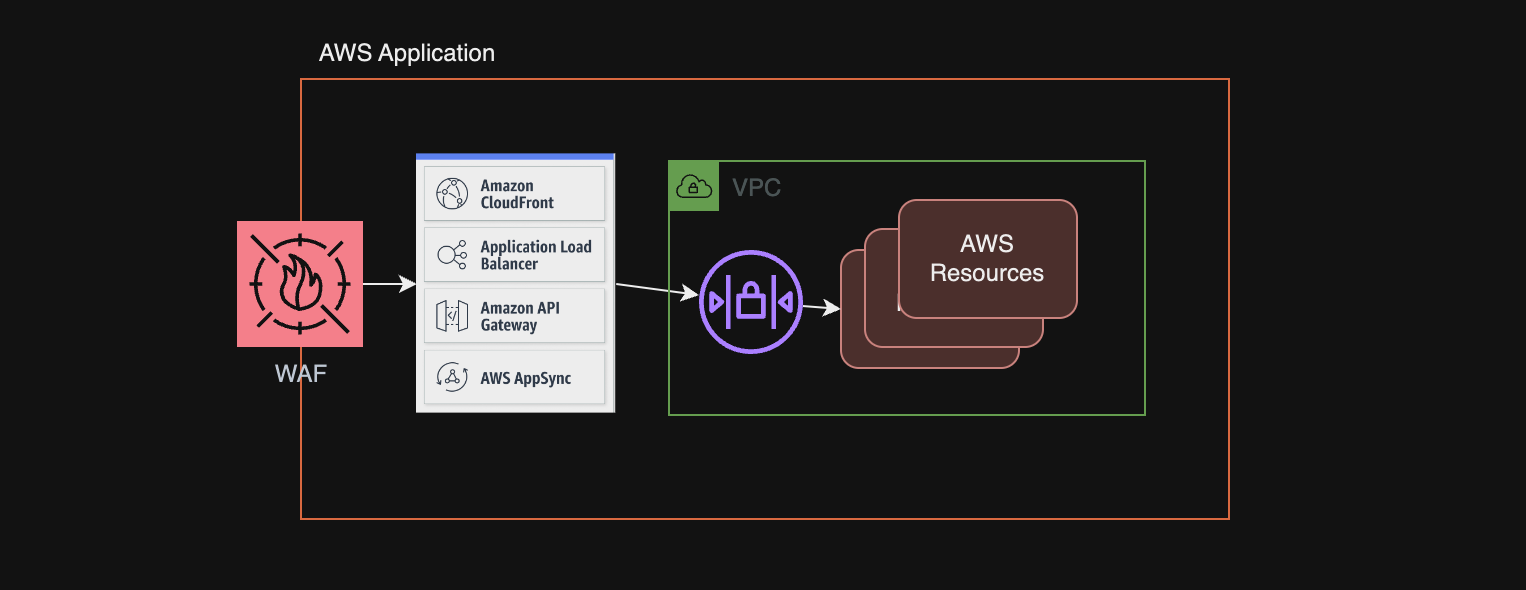 AWS Application
Amazon
CloudFront
Application Load
Balancer
Amazon API
Gateway
AWS AppSync
WAF
VPC
AWS
Resources